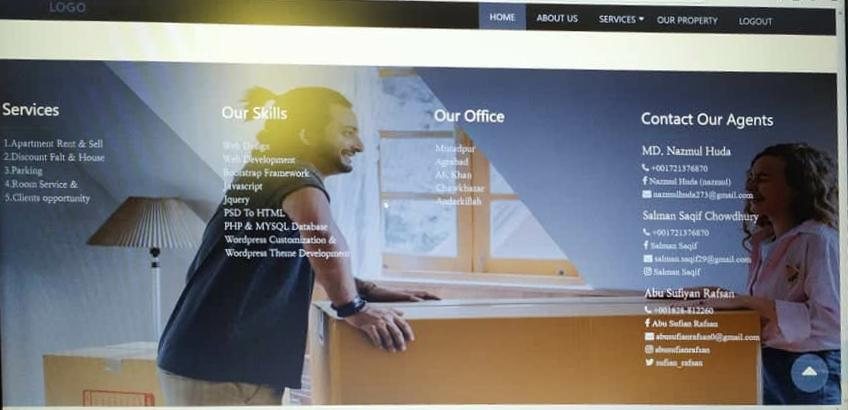 LOGO
HOME
ABOUT US
SERVICES
OUR PROPERTY
LOGOUT
Services
1.Apartment Rent & Sell
2.Discount Falt & House
3.Parking
4.Room Service &
5.Clients opportunity
Our Skills
Web Design
Web Development
Bootstrap Framework
Javascript
Jquery
PSD To HTML
PHP & MYSQL Database
Wordpress Customization &
Wordpress Theme Development
Our Office
Muradpur
Agrabad
AK Khan
Chawkbazar
Andarkillah
Contact Our Agents
MD. Nazmul Huda
+001721376870
Nazmul Huda (nazmul)
nazmulhuda273@gmail.com
Salman Saqif Chowdhury
+001721376870
Salman Saqif
salman.saqif29@gmail.com
Salman Saqif
Abu Sufiyan Rafsan
+001828-812260
Abu Sufian Rafsan
abusufianrafsan0@gmail.com
abusufianrafsan
sufian_rafsan